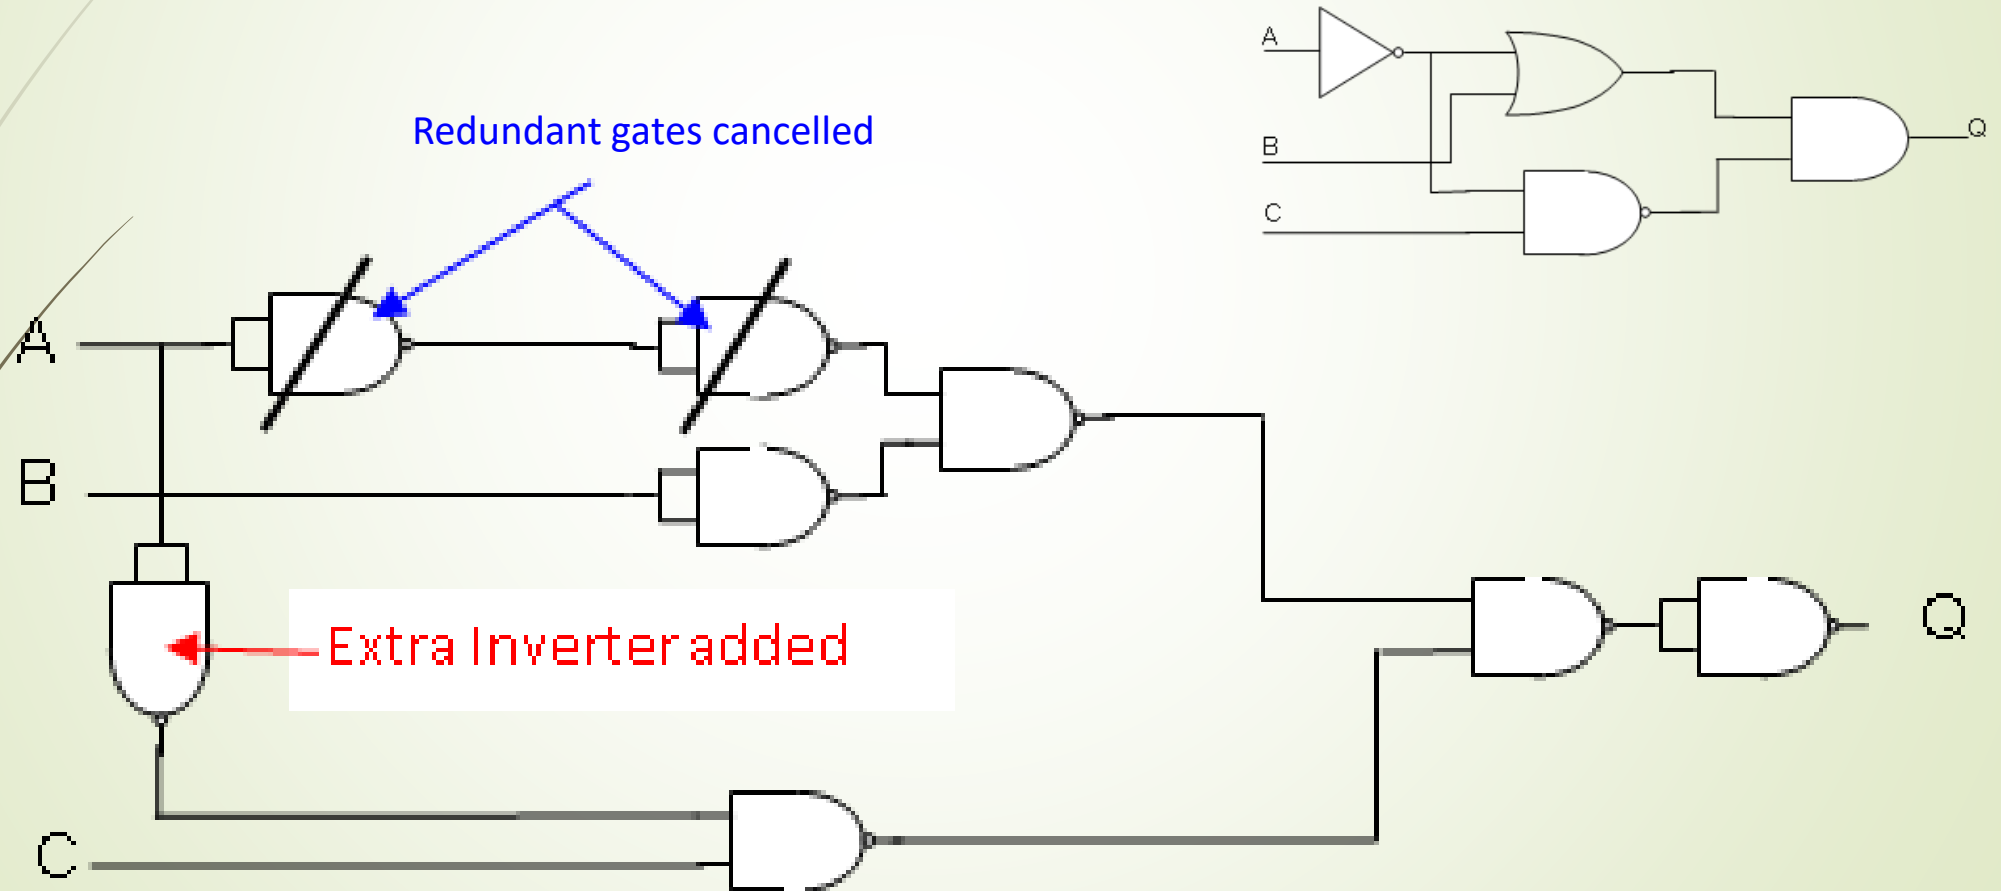 A
B
C
Q
Redundant gates cancelled
A
B
Extra Inverter added
Q
C